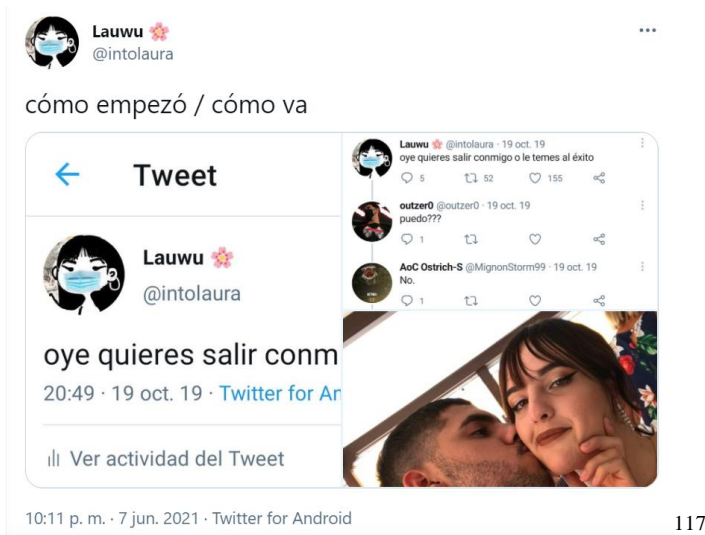 Lauwu
@intolaura
cómo empezó / cómo va
Tweet
Lauwu
@intolaura
oye quieres salir conm
20:49 · 19 oct. 19 · Twitter for An
Ver actividad del Tweet
Lauwu @intolaura · 19 oct. 19
oye quieres salir conmigo o le temes al éxito
5 52 155
outzer0 @outzer0 · 19 oct. 19
puedo???
1
AoC Ostrich-S @MignonStorm99 · 19 oct. 19
No.
1
10:11 p. m. · 7 jun. 2021 · Twitter for Android
117